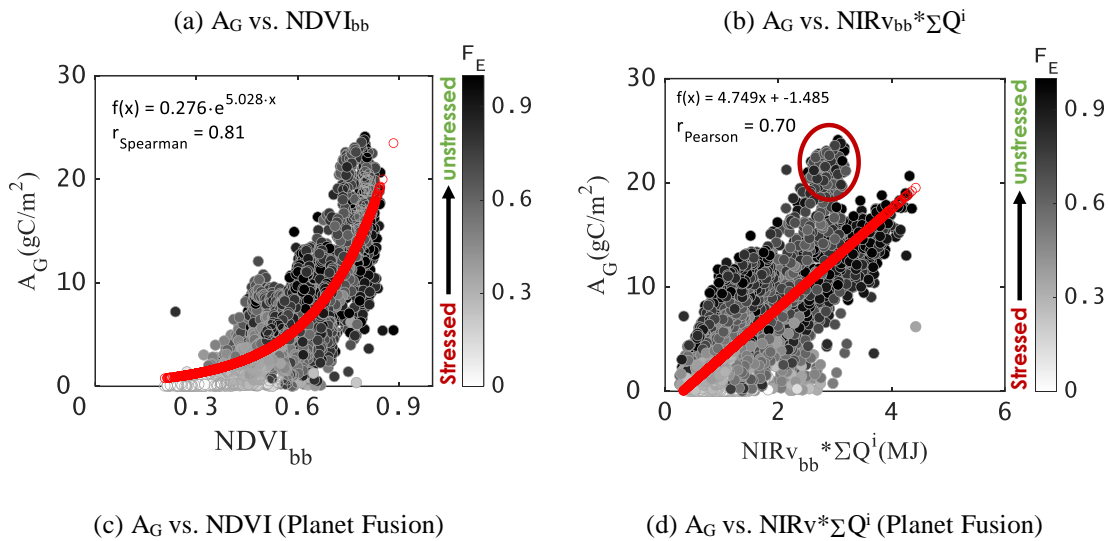 (a) A_G vs. NDVI_bb
F_E
30
20
10
0
A_G(gC/m²)
f(x) = 0.276·e^5.028·x
r_Spearman = 0.81
0
0.3
0.6
0.9
NDVI_bb
0.9
0.6
0.3
0
unstressed
Stressed
(b) A_G vs. NIRv_bb*ΣQ^i
F_E
30
20
10
0
A_G(gC/m²)
f(x) = 4.749x + -1.485
r_Pearson = 0.70
0
2
4
6
NIRv_bb*ΣQ^i(MJ)
0.9
0.6
0.3
0
unstressed
Stressed
(c) A_G vs. NDVI (Planet Fusion)
(d) A_G vs. NIRv*ΣQ^i (Planet Fusion)